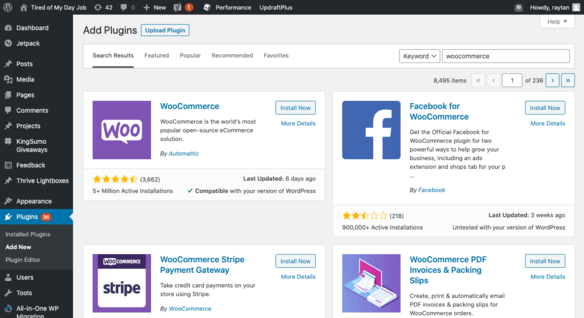 Tired of My Day Job 42 0 + New 1 Performance UpdraftPlus Howdy, raytan
Help
Dashboard
Jetpack
Posts
Media
Pages
Comments
Projects
KingSumo
Giveaways
Feedback
Thrive Lightboxes
Appearance
Plugins 36
Installed Plugins
Add New
Plugin Editor
Users
Tools
All-in-One WP
Migration
Add Plugins Upload Plugin
Search Results Featured Popular Recommended Favorites Keyword woocommerce
8,495 items « ‹ 1 of 236 › »
WOO
WooCommerce
Install Now
More Details
WooCommerce is the world's most
popular open-source eCommerce
solution.
By Automattic
(3,662)
5+ Million Active Installations
Last Updated: 6 days ago
✓ Compatible with your version of WordPress
f
Facebook for
WooCommerce
Install Now
More Details
Get the Official Facebook for
WooCommerce plugin for two
powerful ways to help grow your
business, including an ads
extension and shops tab for your p
...
By Facebook
(218)
900,000+ Active Installations
Last Updated: 3 weeks ago
Untested with your version of WordPress
WOO COMMERCE
stripe
WooCommerce Stripe
Payment Gateway
Install Now
More Details
Take credit card payments on
your store using Stripe.
By WooCommerce
WooCommerce PDF
Invoices & Packing
Slips
Install Now
More Details
Create, print & automatically email
PDF invoices & packing slips for
WooCommerce orders.